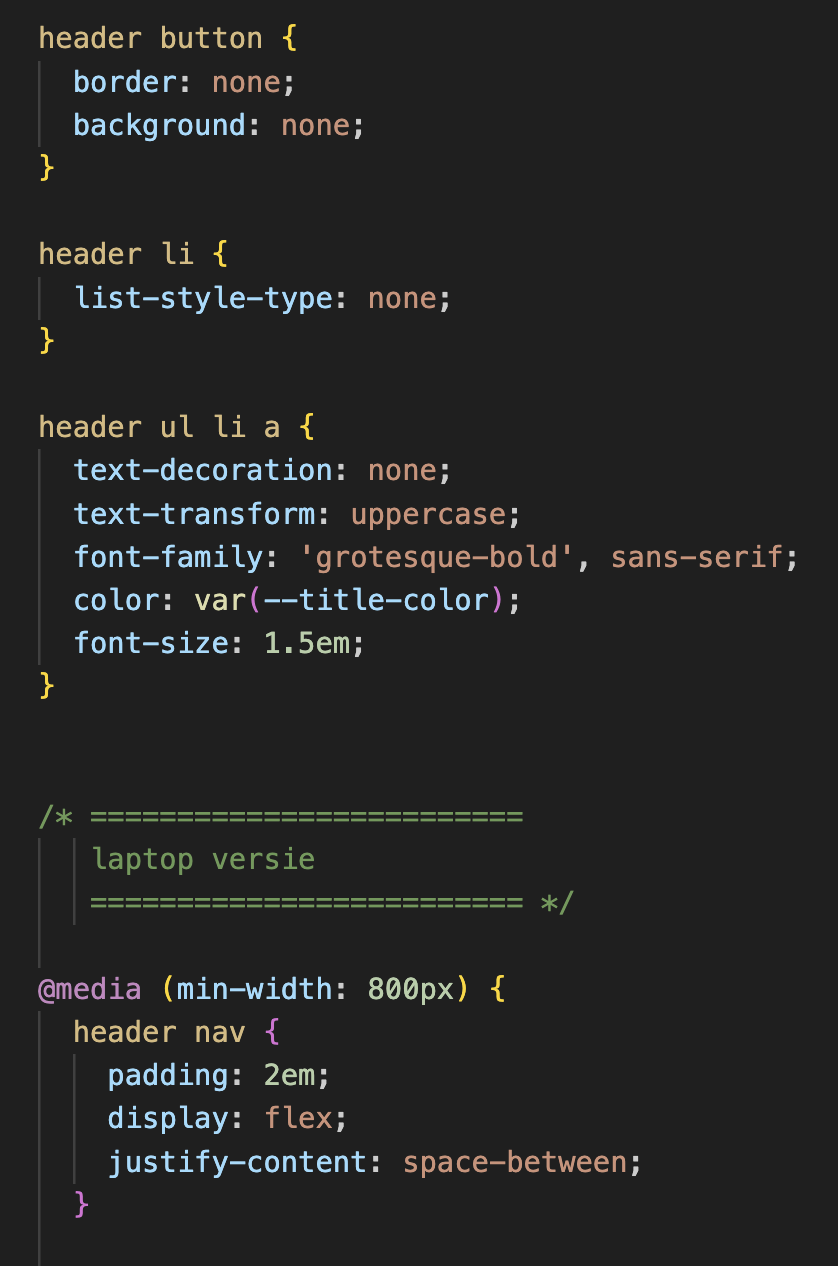 header button {
  border: none;
  background: none;
}

header li {
  list-style-type: none;
}

header ul li a {
  text-decoration: none;
  text-transform: uppercase;
  font-family: 'grotesque-bold', sans-serif;
  color: var(--title-color);
  font-size: 1.5em;
}

/* =========================
   laptop versie
   ========================= */

@media (min-width: 800px) {
  header nav {
    padding: 2em;
    display: flex;
    justify-content: space-between;
  }